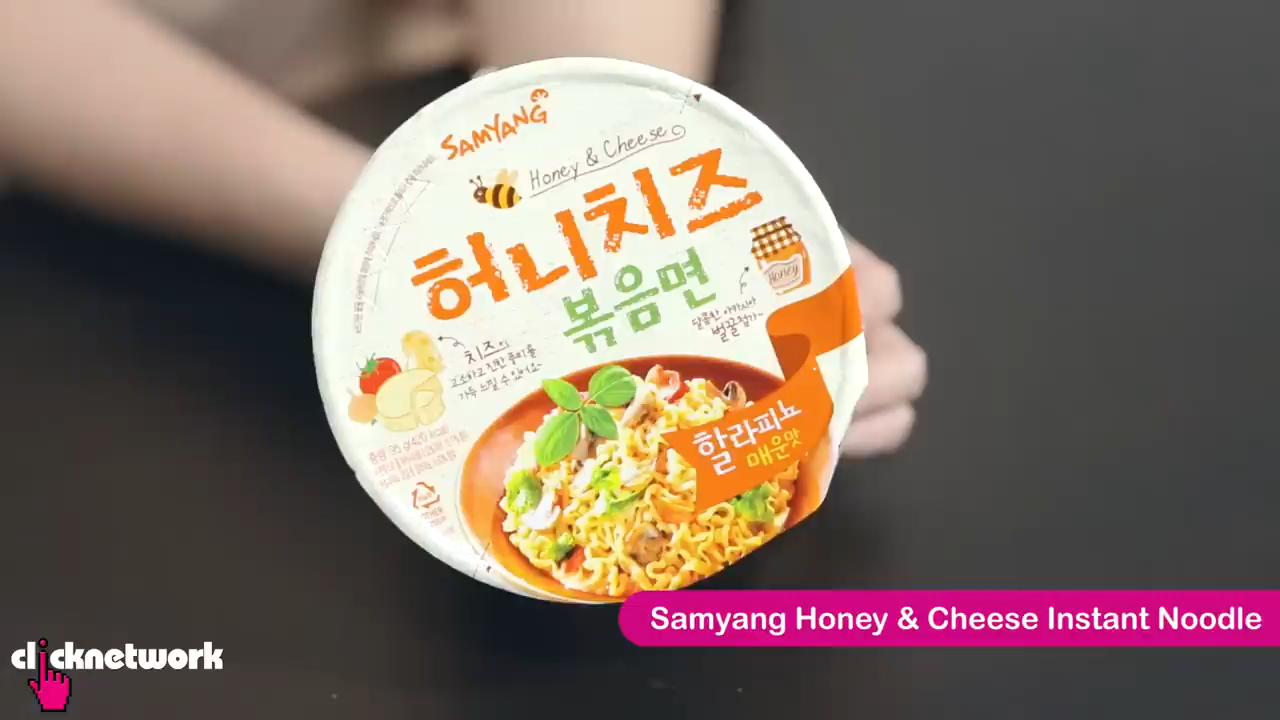 SAMYANG
Honey & Cheese
허니치즈
복음면
Honey
달콤한 아카시아
벌꿀첨가~
치즈의
고소하고 진한 풍미를
가득 느낄 수 있어요~
할라피뇨
매운맛
OTHER
Samyang Honey & Cheese Instant Noodle
clicknetwork